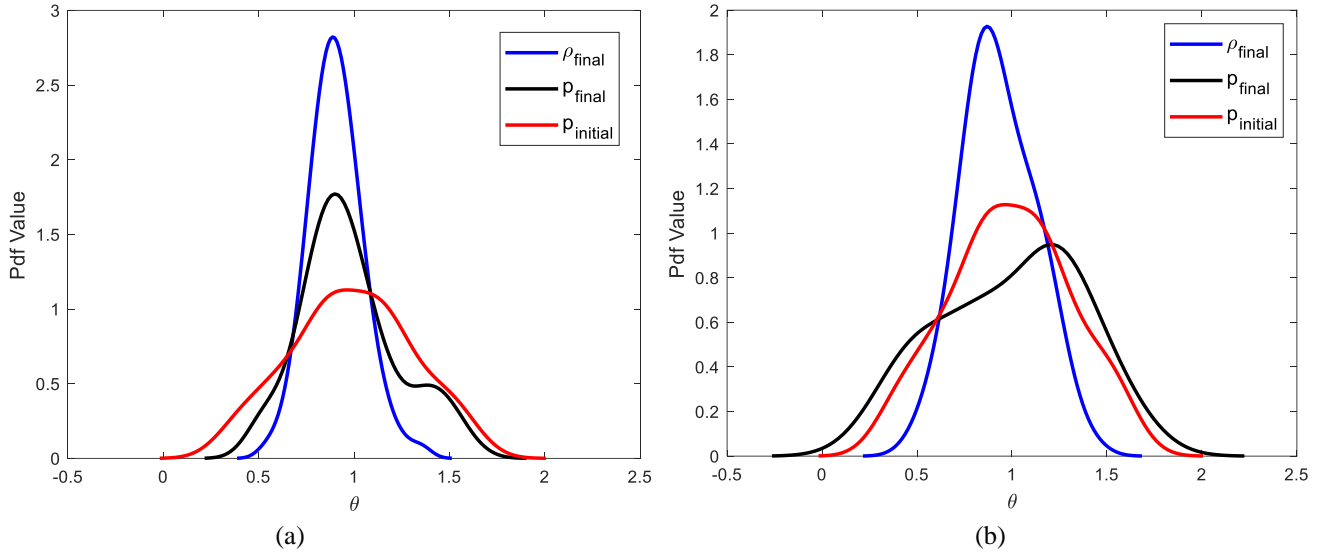 3
2.5
2
1.5
1
0.5
0
-0.5 0 0.5 1 1.5 2 2.5
Pdf Value
θ
ρfinal
pfinal
pinitial
(a)
2
1.8
1.6
1.4
1.2
1
0.8
0.6
0.4
0.2
0
-0.5 0 0.5 1 1.5 2 2.5
Pdf Value
θ
ρfinal
pfinal
pinitial
(b)